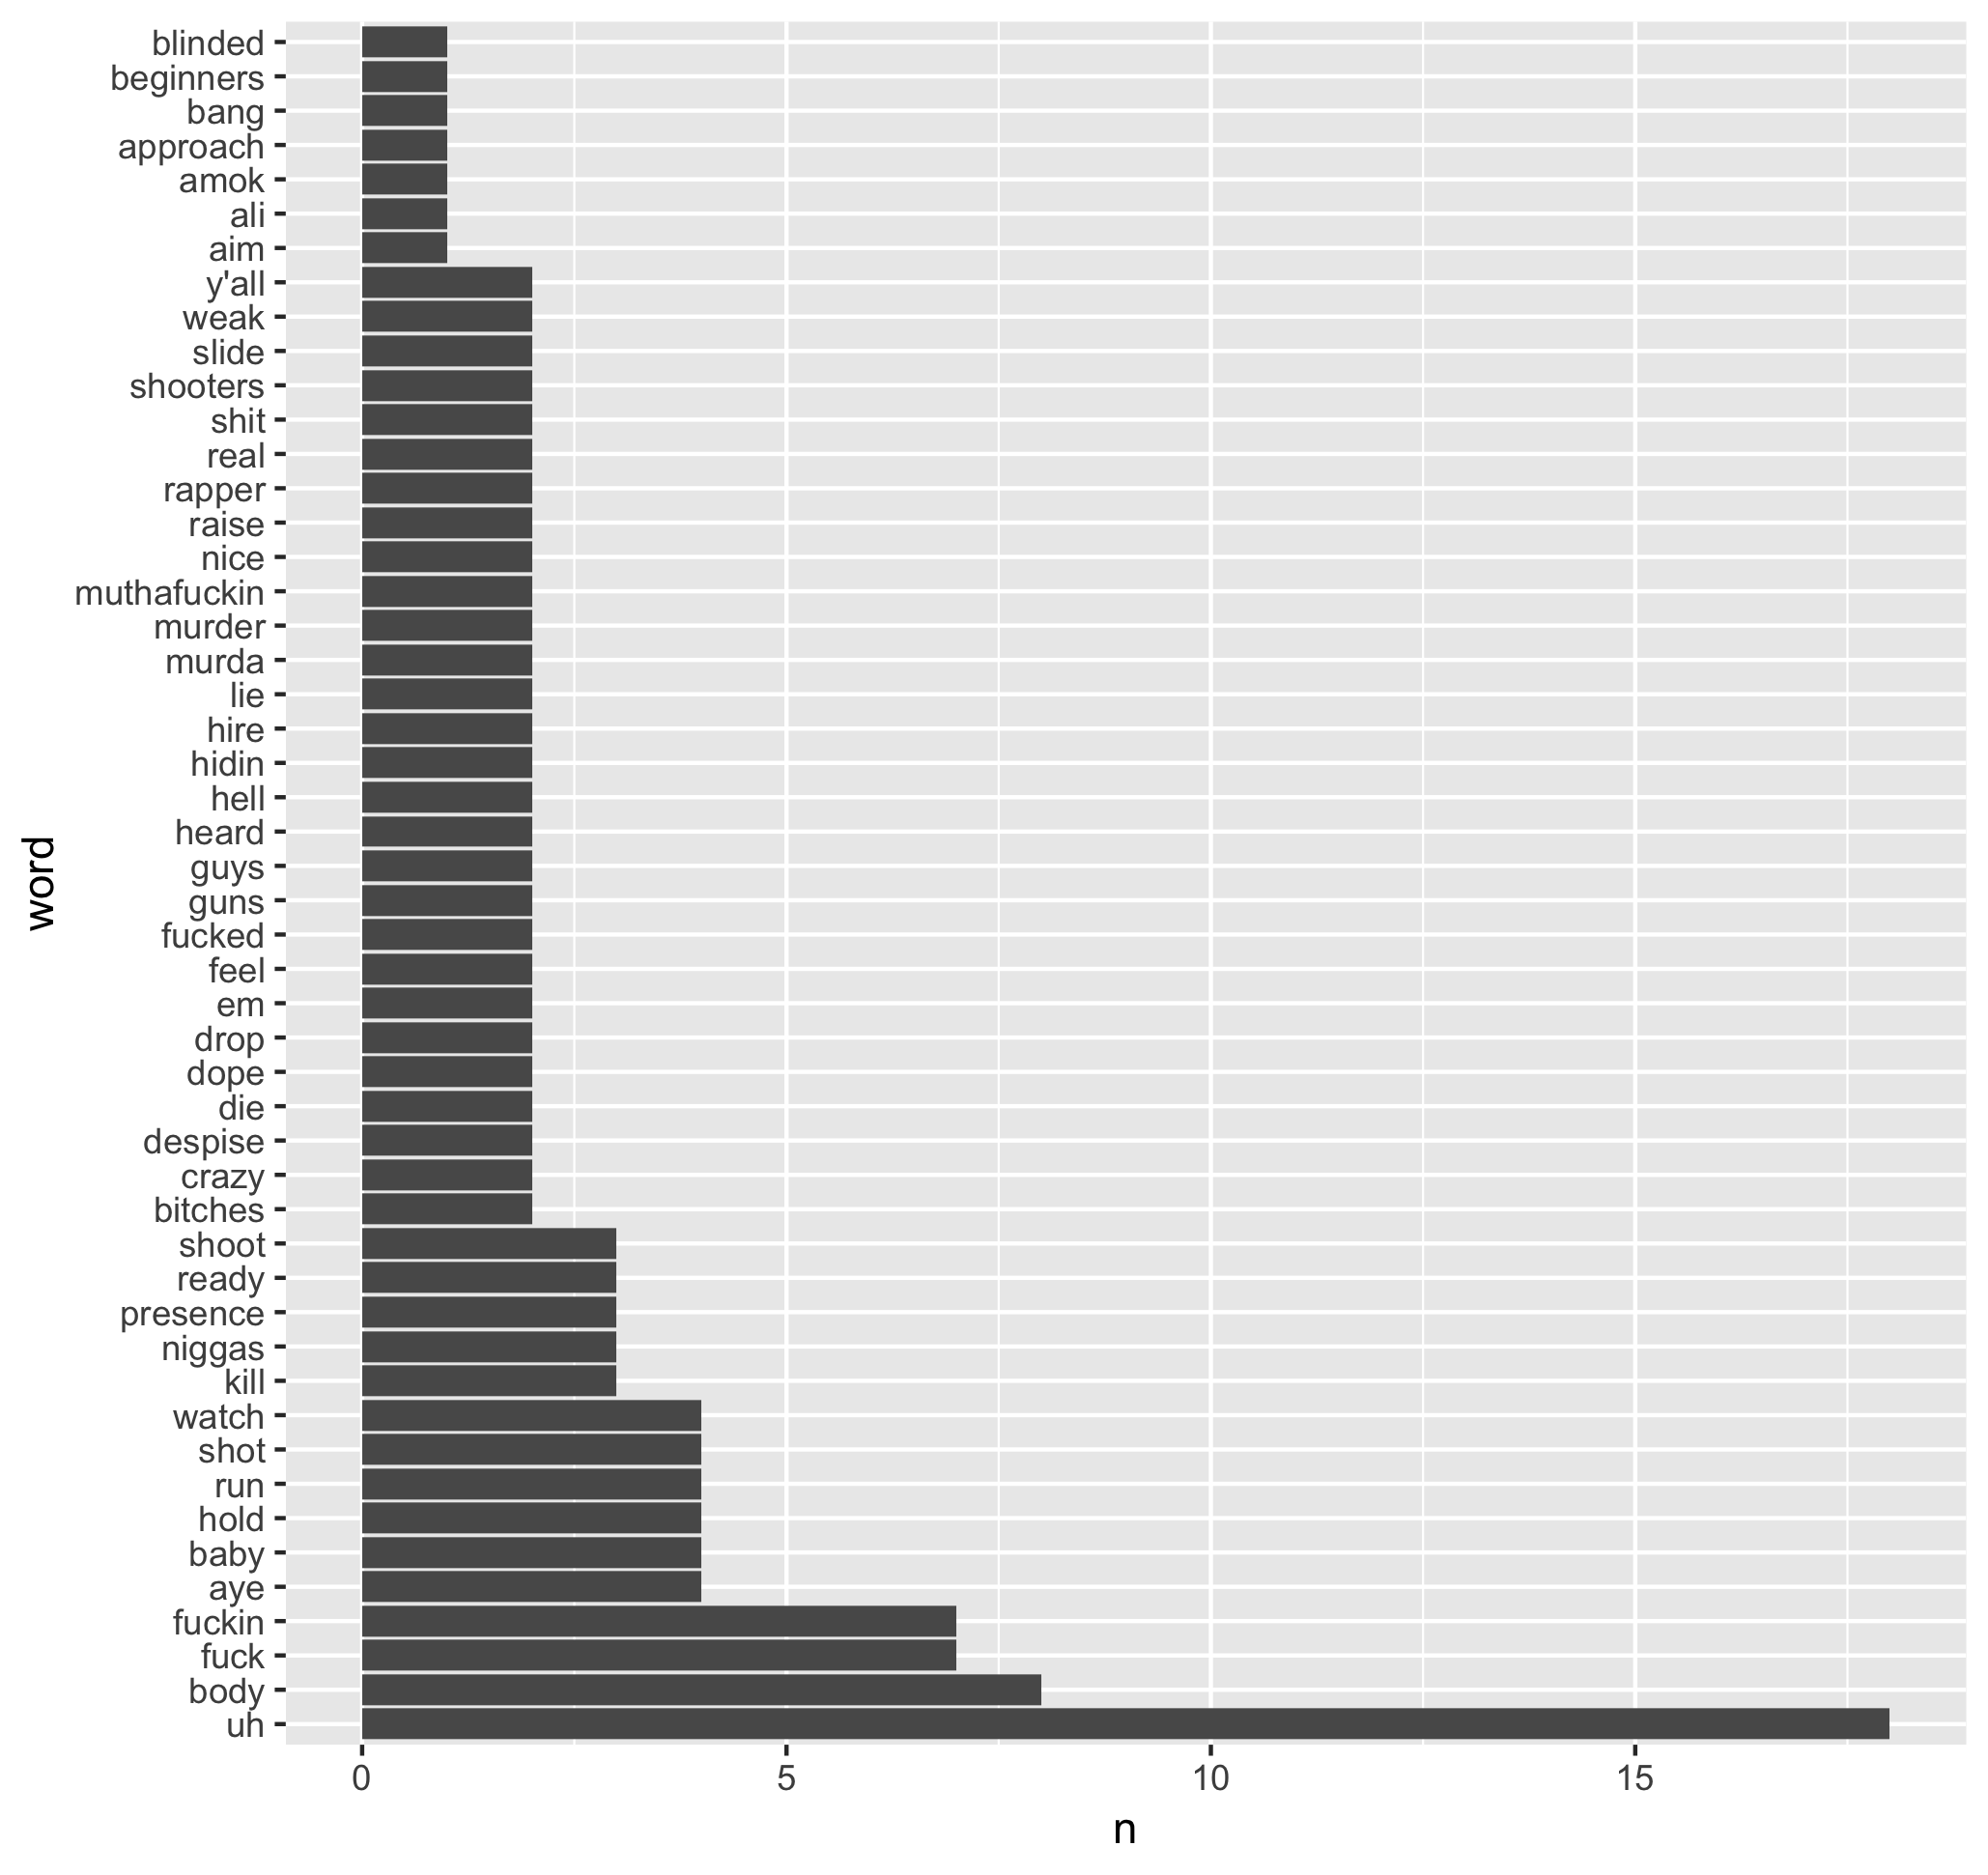 blinded
beginners
bang
approach
amok
ali
aim
y'all
weak
slide
shooters
shit
real
rapper
raise
nice
muthafuckin
murder
murda
lie
hire
hidin
hell
heard
guys
guns
fucked
feel
em
drop
dope
die
despise
crazy
bitches
shoot
ready
presence
niggas
kill
watch
shot
run
hold
baby
aye
fuckin
fuck
body
uh
word
0 5 10 15
n